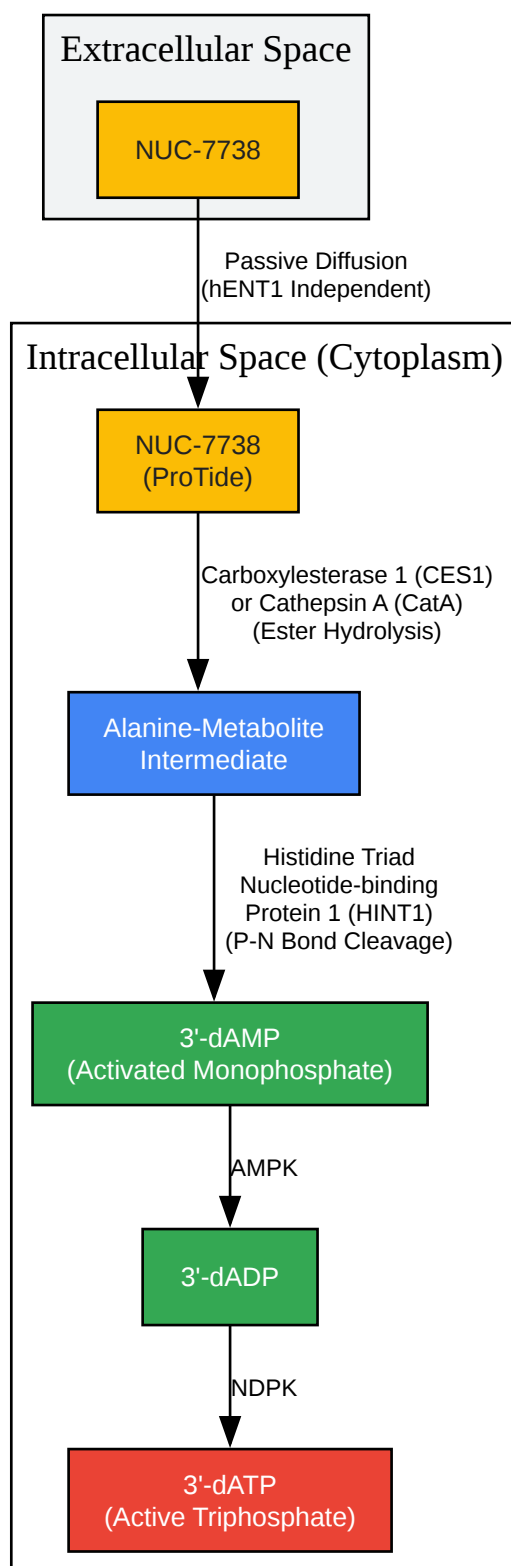 Extracellular Space
NUC-7738
Passive Diffusion
(hENT1 Independent)
Intracellular Space (Cytoplasm)
NUC-7738
(ProTide)
Carboxylesterase 1 (CES1)
or Cathepsin A (CatA)
(Ester Hydrolysis)
Alanine-Metabolite
Intermediate
Histidine Triad
Nucleotide-binding
Protein 1 (HINT1)
(P-N Bond Cleavage)
3'-dAMP
(Activated Monophosphate)
AMPK
3'-dADP
NDPK
3'-dATP
(Active Triphosphate)